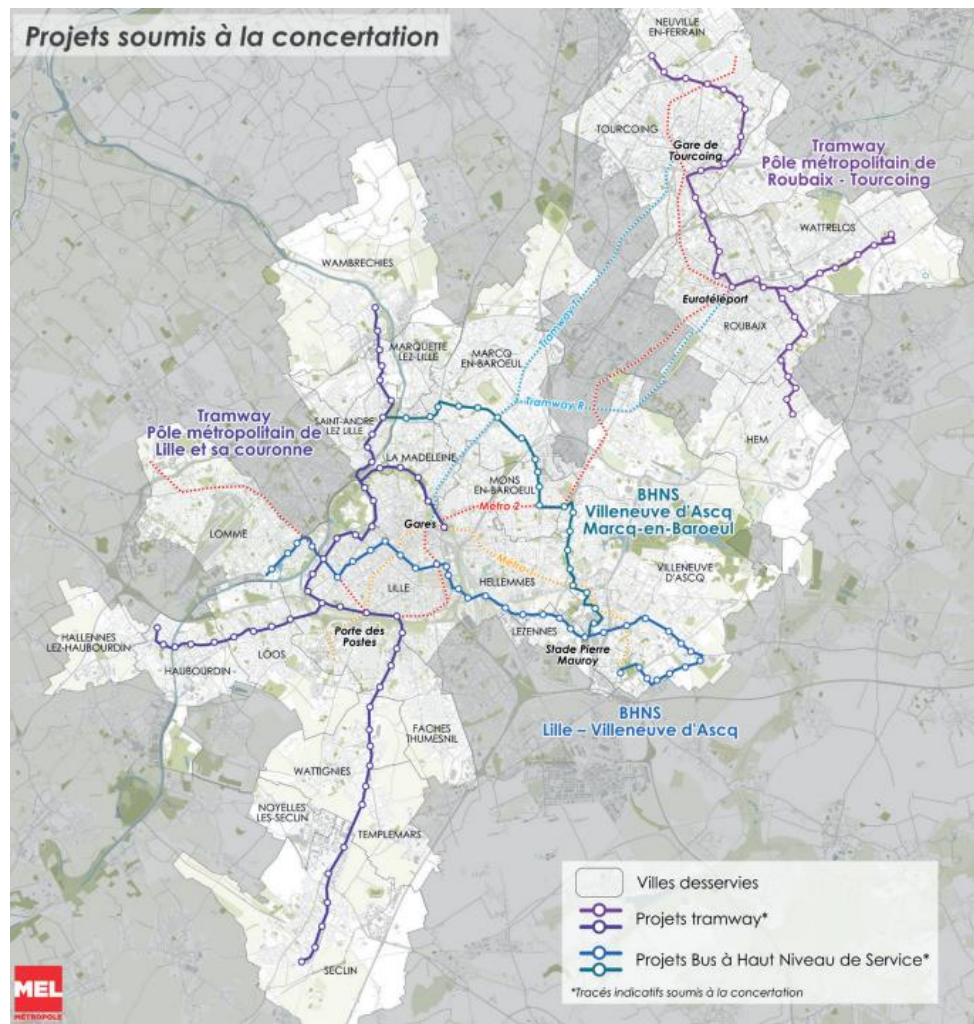 Projets soumis à la concertation
NEUVILLE
EN-FERRAIN
TOURCOING
Gare de
Tourcoing
Tramway
Pôle métropolitain de
Roubaix - Tourcoing
WATTRELOS
WAMBRECHIES
Eurotéléport
ROUBAIX
Tramway T
MARQUETTE
LEZ-LILLE
MARCQ
EN-BAROEUL
Tramway R
SAINT-ANDRE
LEZ LILLE
Tramway
Pôle métropolitain de
Lille et sa couronne
HEM
LA MADELEINE
MONS
EN-BAROEUL
BHNS
Villeneuve d'Ascq
Marcq-en-Baroeul
Métro 2
Gares
LOMME
Métro 1
VILLENEUVE
D'ASCQ
LILLE
HELLEMMES
HALLENNES
LEZ-HAUBOURDIN
LOOS
HAUBOURDIN
Porte des
Postes
LEZENNES
Stade Pierre
Mauroy
BHNS
Lille – Villeneuve d'Ascq
FACHES
THUMESNIL
WATTIGNIES
NOYELLES
LES-SECLIN
TEMPLEMARS
SECLIN
Villes desservies
Projets tramway*
Projets Bus à Haut Niveau de Service*
*Tracés indicatifs soumis à la concertation
MEL
MÉTROPOLE